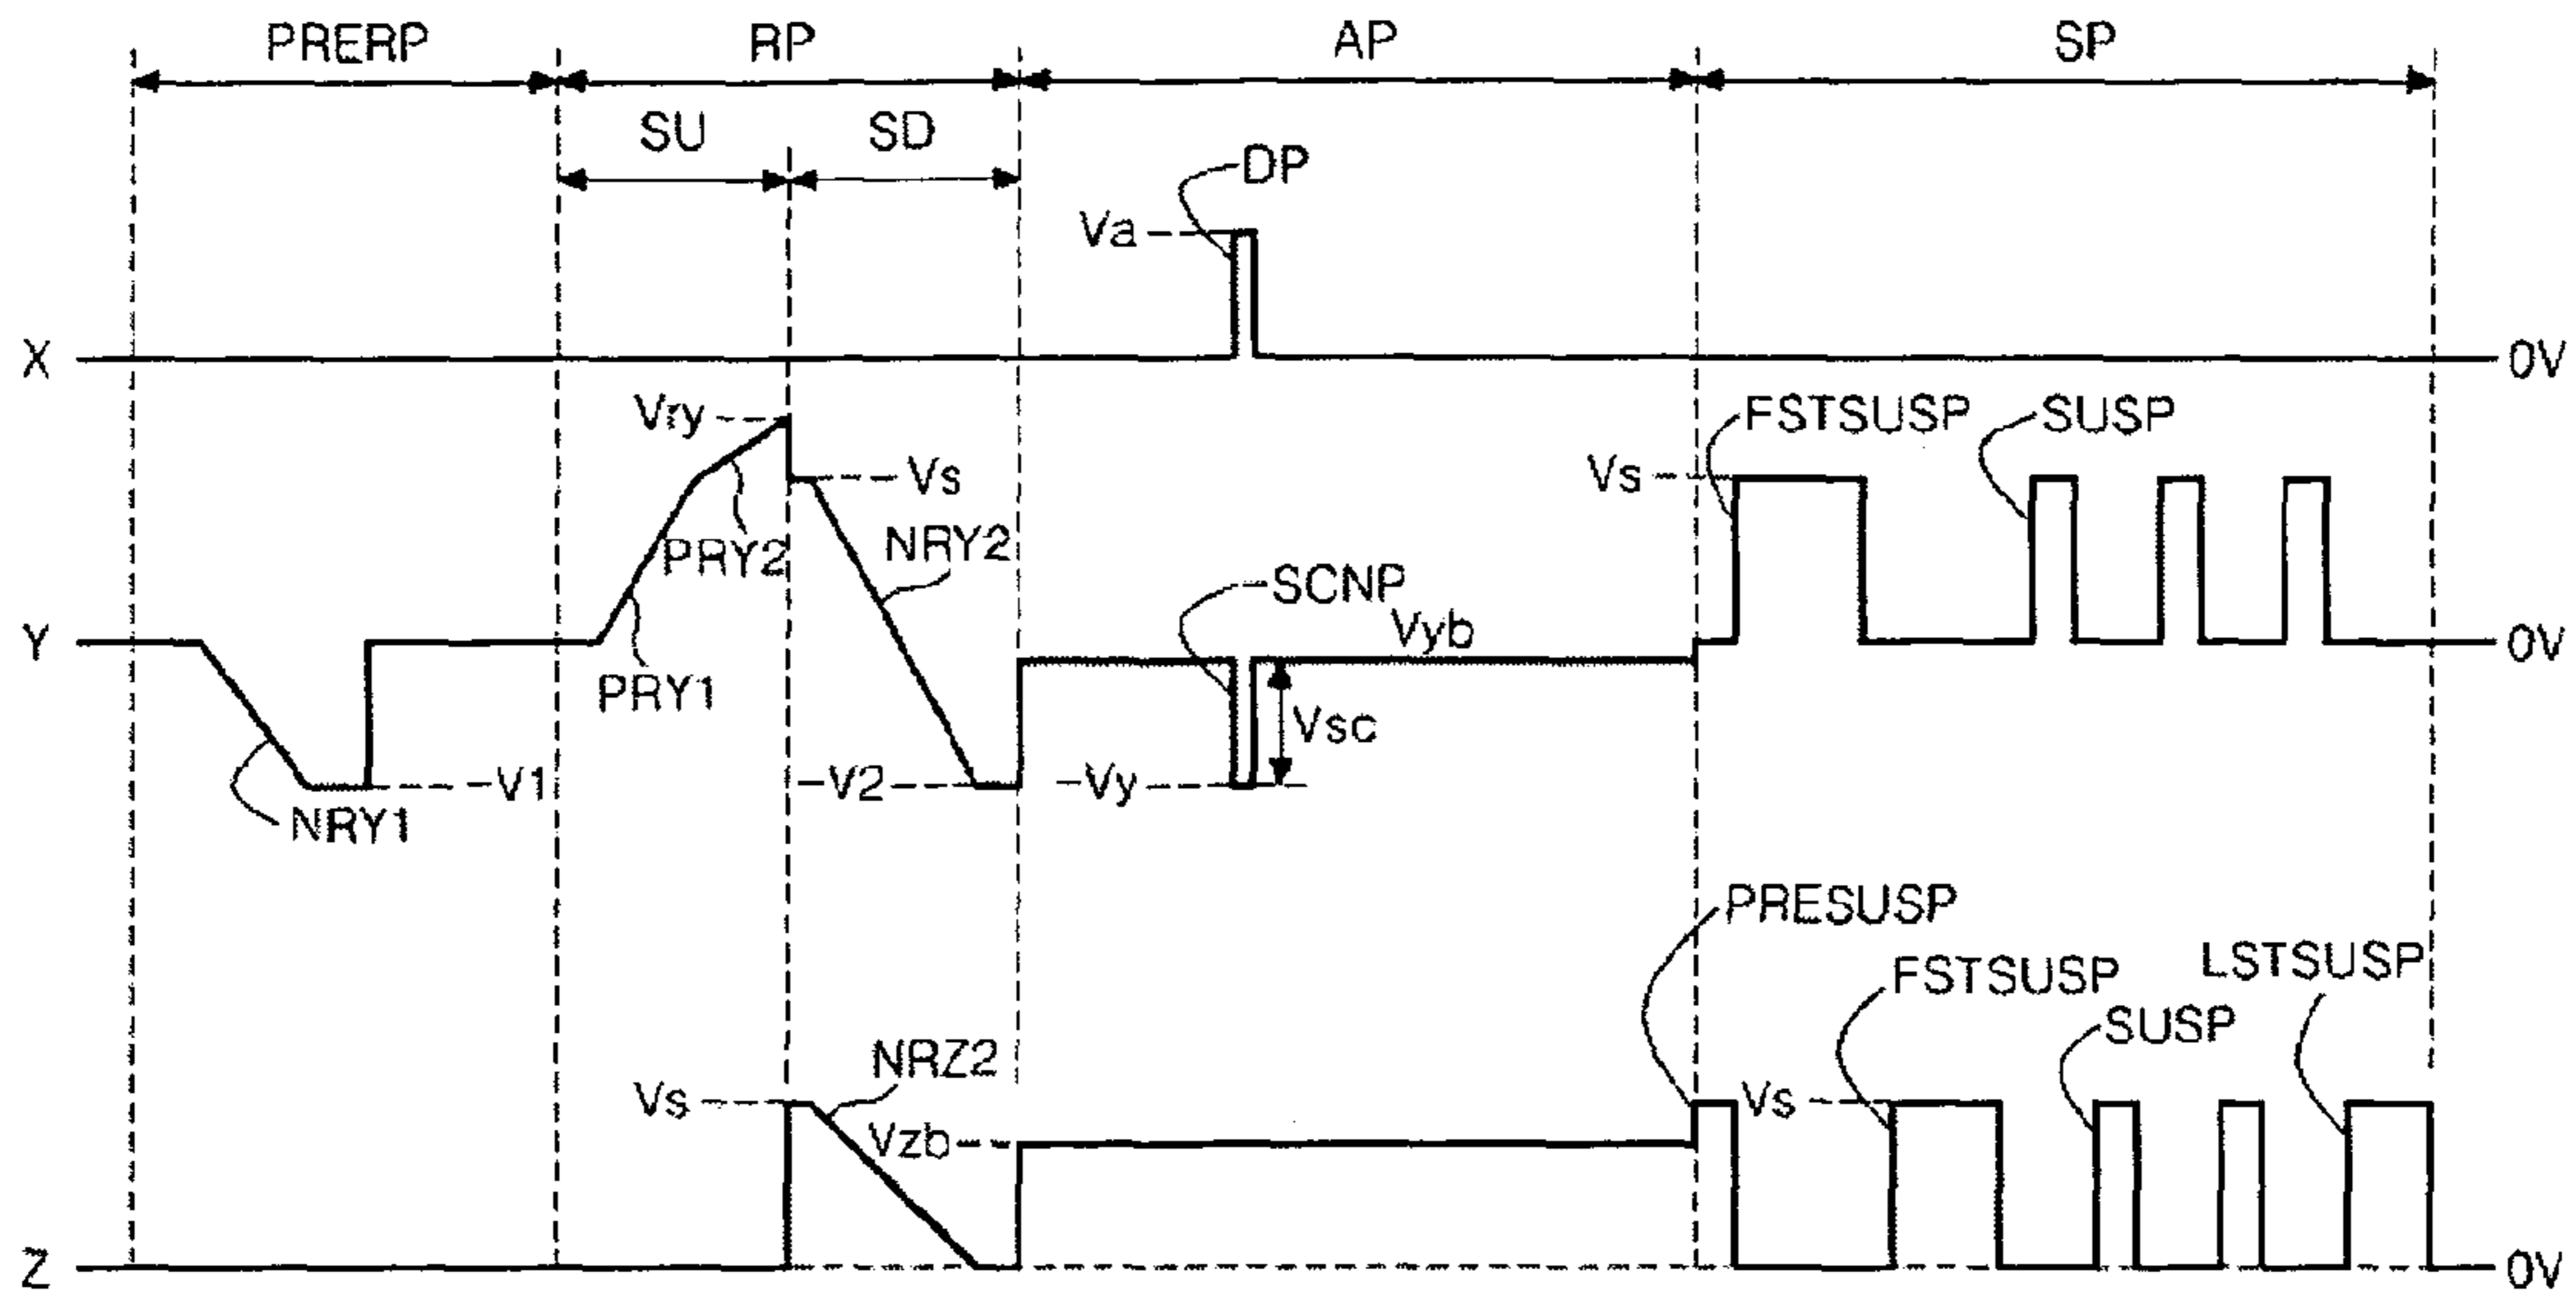 PRERP RP AP SP
SU SD
DP
Va
X 0V
Vry FSTSUSP SUSP
Vs Vs
PRY2 NRY2
SCNP
Vyb
Y 0V
PRY1 Vsc
-V1 -V2 -Vy
NRY1
PRESUSP
FSTSUSP LSTSUSP
SUSP
NRZ2
Vs Vs
Vzb
Z 0V